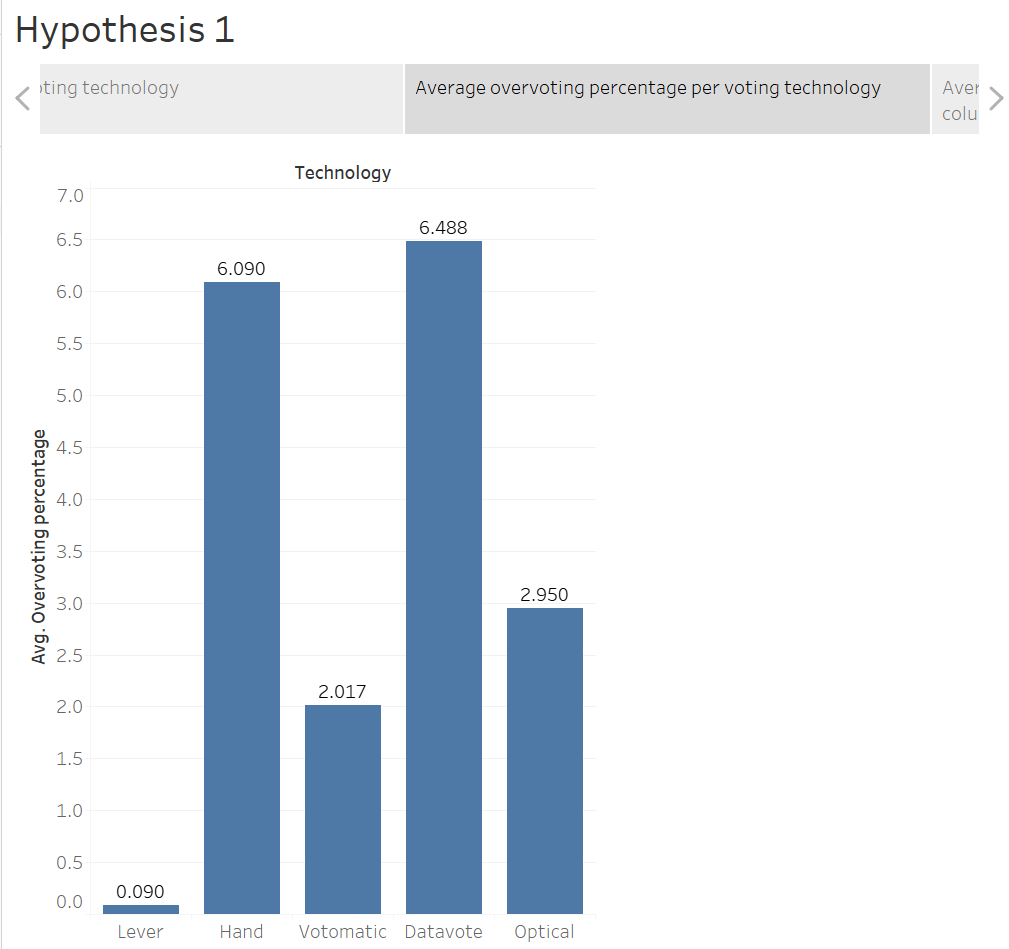 Hypothesis 1
ting technology
Average overvoting percentage per voting technology
Aver
colu
Technology
7.0
6.5
6.0
5.5
5.0
4.5
4.0
3.5
3.0
2.5
2.0
1.5
1.0
0.5
0.0
Avg. Overvoting percentage
0.090
6.090
2.017
6.488
2.950
Lever
Hand
Votomatic
Datavote
Optical